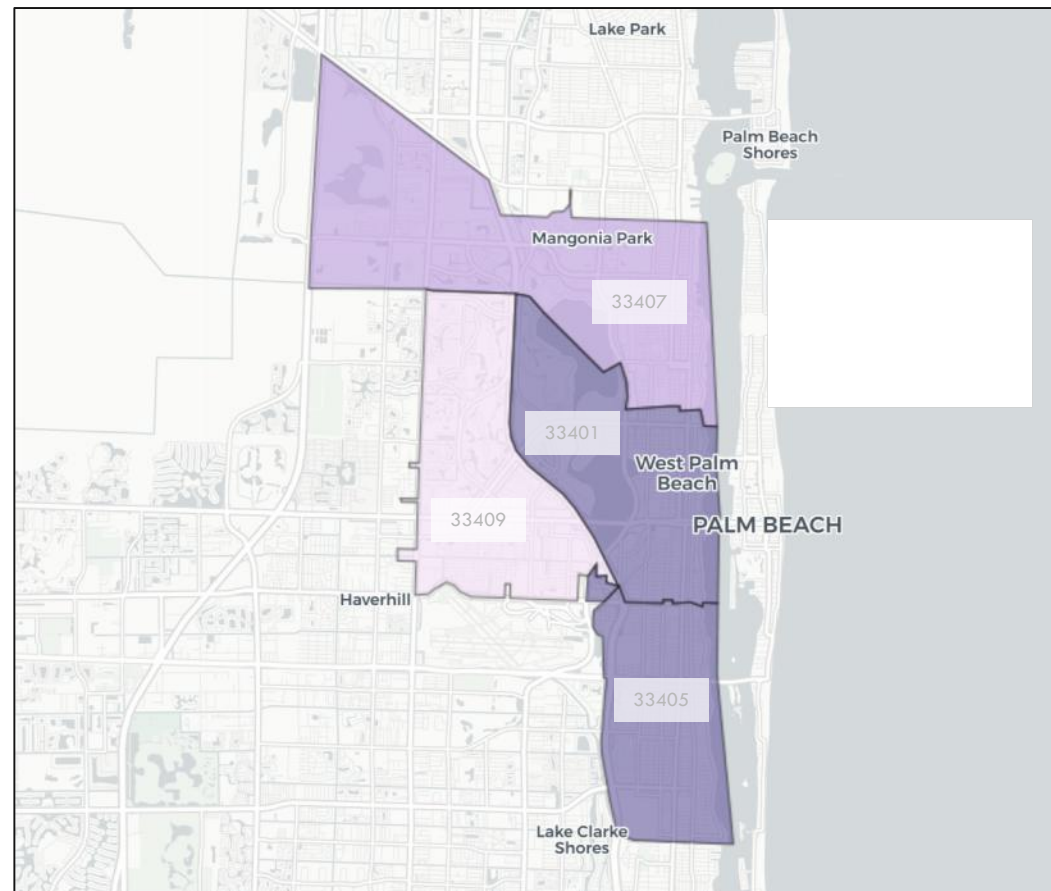 Lake Park
Palm Beach
Shores
Mangonia Park
33407
33401
West Palm
Beach
33409
PALM BEACH
Haverhill
33405
Lake Clarke
Shores